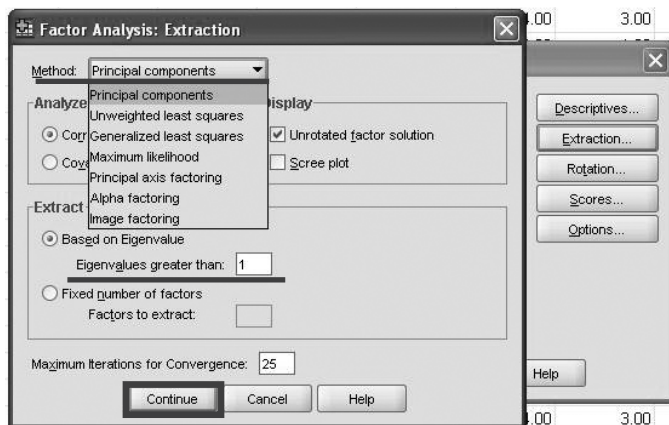 Factor Analysis: Extraction
4.00 3.00
Method: Principal components
Principal components
Unweighted least squares
Generalized least squares
Maximum likelihood
Principal axis factoring
Alpha factoring
Image factoring
Analyze
Display
Corr
Cova
Unrotated factor solution
Scree plot
Extract
Based on Eigenvalue
Eigenvalues greater than: 1
Fixed number of factors
Factors to extract:
Maximum Iterations for Convergence: 25
Continue Cancel Help
Descriptives...
Extraction...
Rotation...
Scores...
Options...
Help
.00 3.00